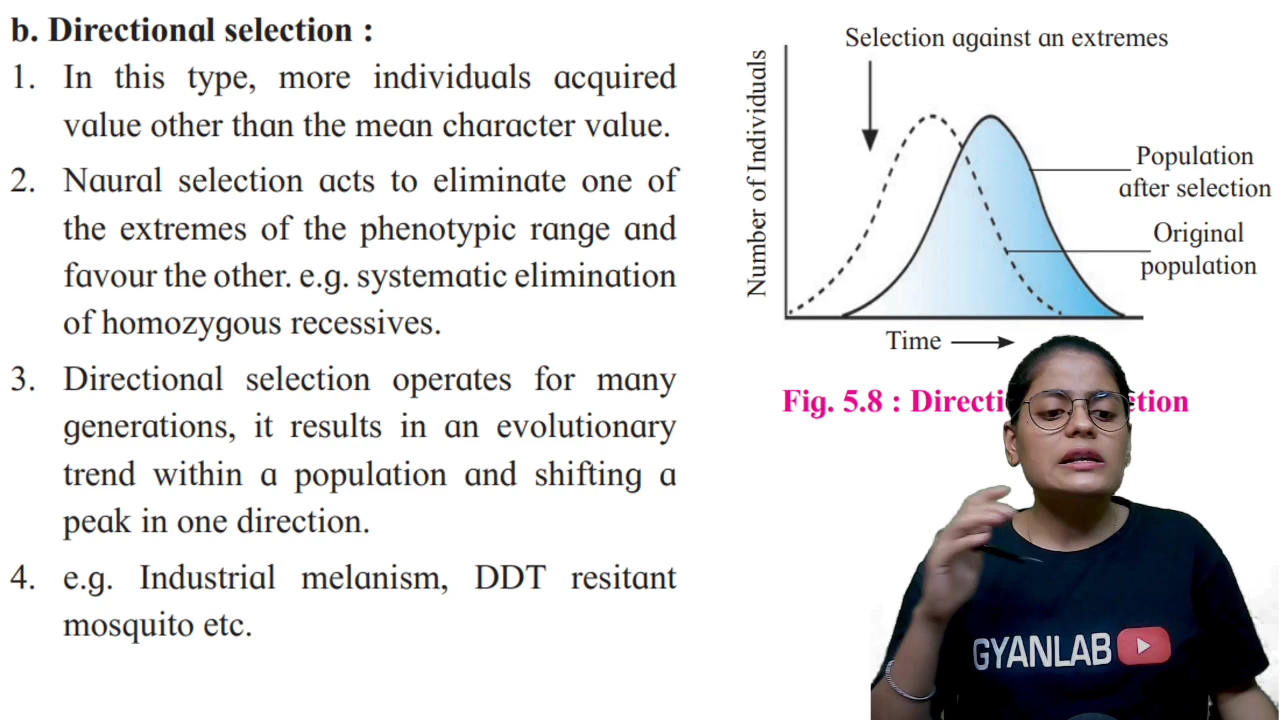 b. Directional selection :
1. In this type, more individuals acquired
value other than the mean character value.
2. Naural selection acts to eliminate one of
the extremes of the phenotypic range and
favour the other. e.g. systematic elimination
of homozygous recessives.
3. Directional selection operates for many
generations, it results in an evolutionary
trend within a population and shifting a
peak in one direction.
4. e.g. Industrial melanism, DDT resitant
mosquito etc.
Selection against an extremes
Number of Individuals
Population
after selection
Original
population
Time
Fig. 5.8 :
GYANLAB